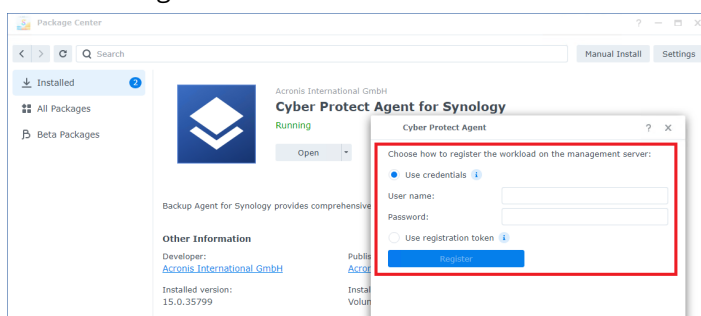 Package Center
Search
Manual Install
Settings
Installed
2
All Packages
Beta Packages
Acronis International GmbH
Cyber Protect Agent for Synology
Running
Open
Backup Agent for Synology provides comprehensive
Other Information
Developer:
Acronis International GmbH
Installed version:
15.0.35799
Cyber Protect Agent
?
Choose how to register the workload on the management server:
Use credentials
User name:
Password:
Use registration token
Register